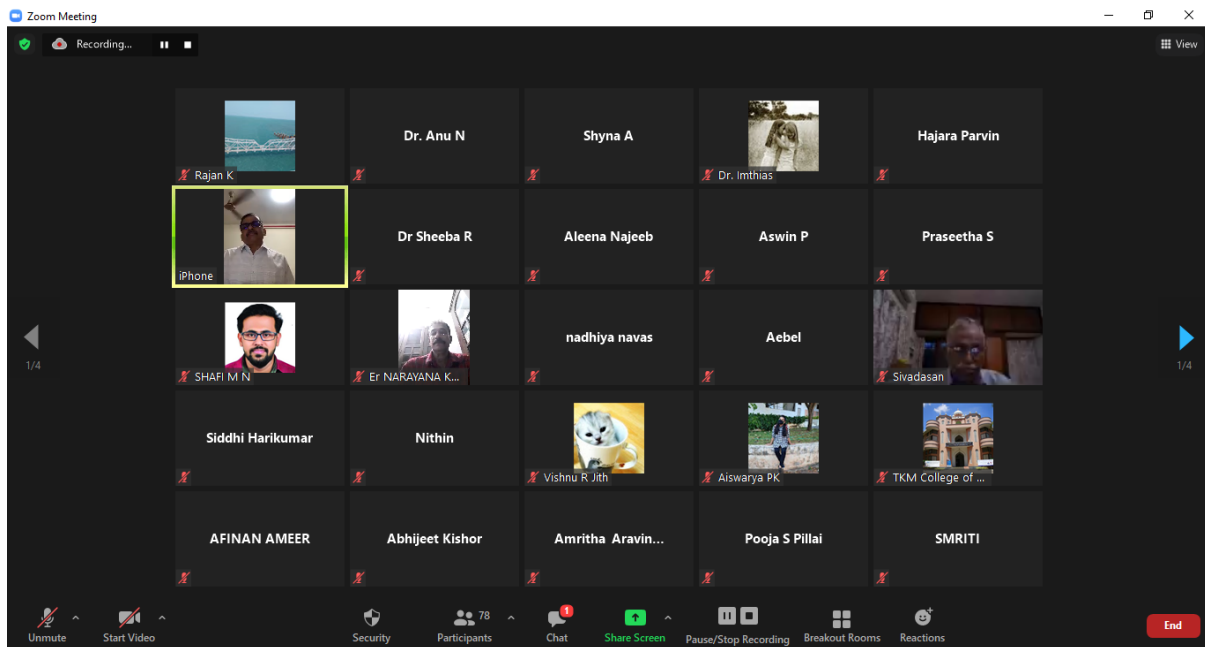 Zoom Meeting
Recording...
View
Rajan K
Dr. Anu N
Shyna A
Dr. Imthias
Hajara Parvin
iPhone
Dr Sheeba R
Aleena Najeeb
Aswin P
Praseetha S
SHAFI M N
Er NARAYANA K...
nadhiya navas
Aebel
Sivadasan
1/4
1/4
Siddhi Harikumar
Nithin
Vishnu R Jith
Aiswarya PK
TKM College of ...
AFINAN AMEER
Abhijeet Kishor
Amritha Aravin...
Pooja S Pillai
SMRITI
Unmute
Start Video
Security
Participants
78
Chat
1
Share Screen
Pause/Stop Recording
Breakout Rooms
Reactions
End